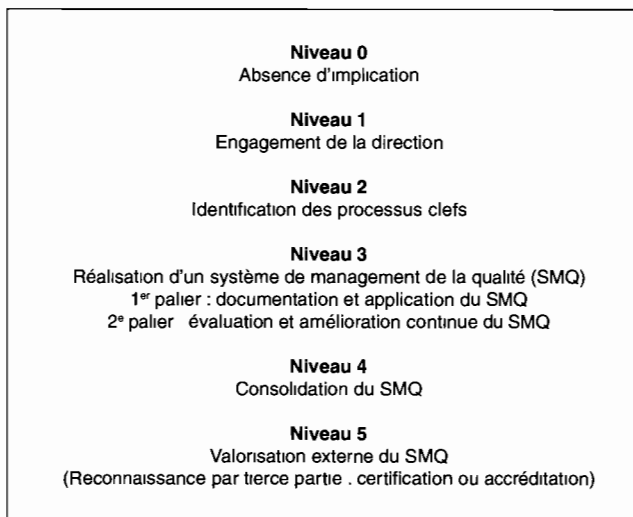 Niveau 0
Absence d'implication
Niveau 1
Engagement de la direction
Niveau 2
Identification des processus clefs
Niveau 3
Réalisation d'un système de management de la qualité (SMQ)
1er palier : documentation et application du SMQ
2e palier évaluation et amélioration continue du SMQ
Niveau 4
Consolidation du SMQ
Niveau 5
Valorisation externe du SMQ
(Reconnaissance par tierce partie . certification ou accréditation)